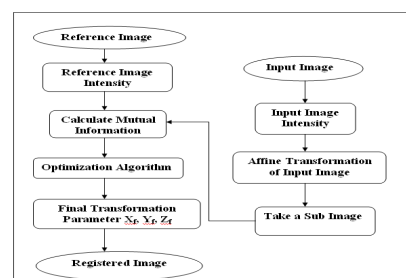 Reference Image
Reference Image
Intensity
Calculate Mutual
Information
Optimization Algorithm
Final Transformation
Parameter Xf, Yf, Zf
Registered Image
Input Image
Input Image
Intensity
Affine Transformation
of Input Image
Take a Sub Image